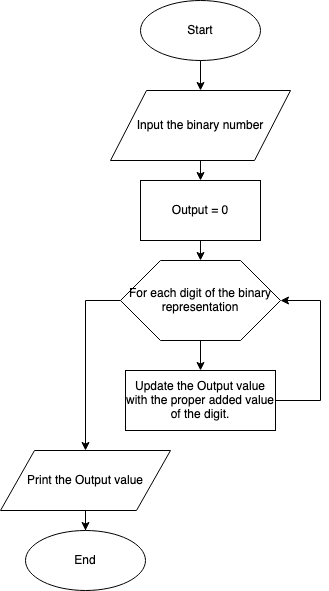 Start
Input the binary number
Output = 0
For each digit of the binary
representation
Update the Output value
with the proper added value
of the digit.
Print the Output value
End